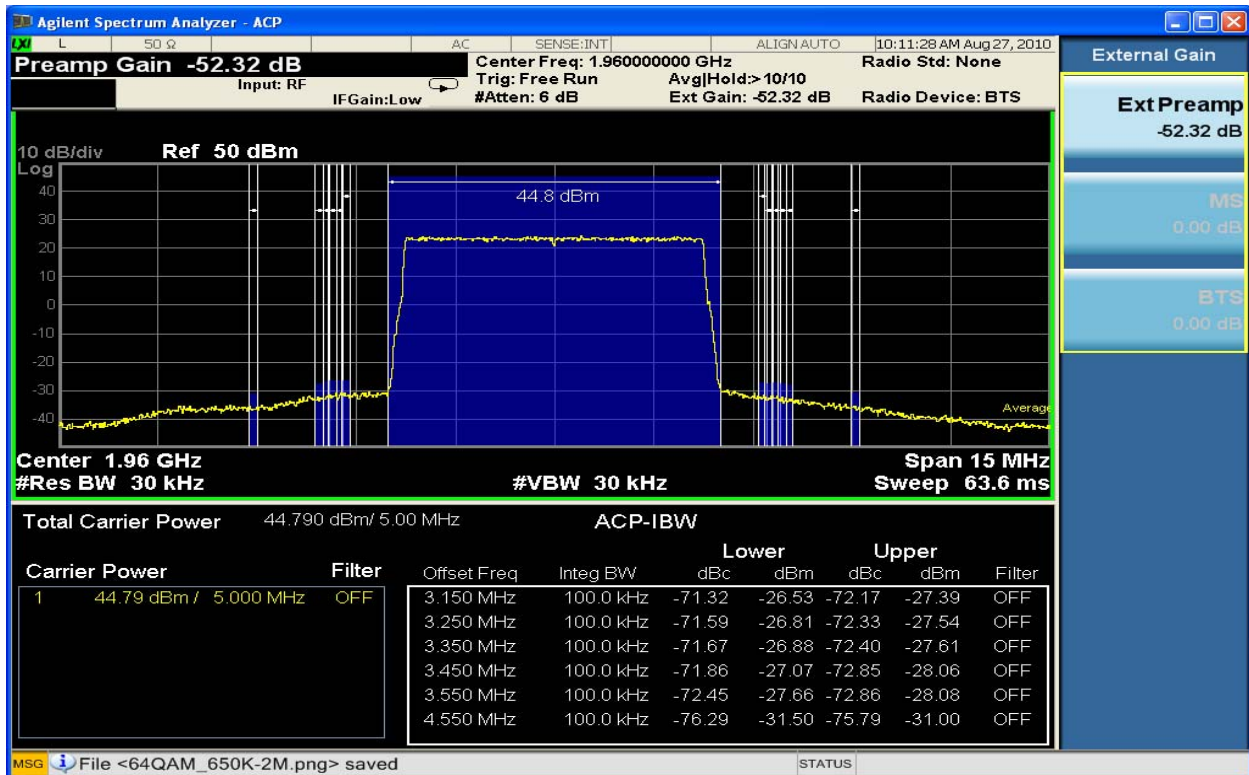 Agilent Spectrum Analyzer - ACP
LXI L 50 Ω AC SENSE:INT ALIGN AUTO 10:11:28 AM Aug 27, 2010
Preamp Gain -52.32 dB
Input: RF
IFGain:Low
Center Freq: 1.960000000 GHz
Trig: Free Run
#Atten: 6 dB
Avg|Hold:>10/10
Ext Gain: -52.32 dB
Radio Std: None
Radio Device: BTS
10 dB/div Ref 50 dBm
Log
40
30
20
10
0
-10
-20
-30
-40
44.8 dBm
Average
Center 1.96 GHz Span 15 MHz
#Res BW 30 kHz #VBW 30 kHz Sweep 63.6 ms
Total Carrier Power 44.790 dBm/ 5.00 MHz ACP-IBW
Lower Upper
Carrier Power Filter Offset Freq Integ BW dBc dBm dBc dBm Filter
1 44.79 dBm / 5.000 MHz OFF 3.150 MHz 100.0 kHz -71.32 -26.53 -72.17 -27.39 OFF
3.250 MHz 100.0 kHz -71.59 -26.81 -72.33 -27.54 OFF
3.350 MHz 100.0 kHz -71.67 -26.88 -72.40 -27.61 OFF
3.450 MHz 100.0 kHz -71.86 -27.07 -72.85 -28.06 OFF
3.550 MHz 100.0 kHz -72.45 -27.66 -72.86 -28.08 OFF
4.550 MHz 100.0 kHz -76.29 -31.50 -75.79 -31.00 OFF
MSG File <64QAM_650K-2M.png> saved STATUS
External Gain
Ext Preamp
-52.32 dB
MS
0.00 dB
BTS
0.00 dB